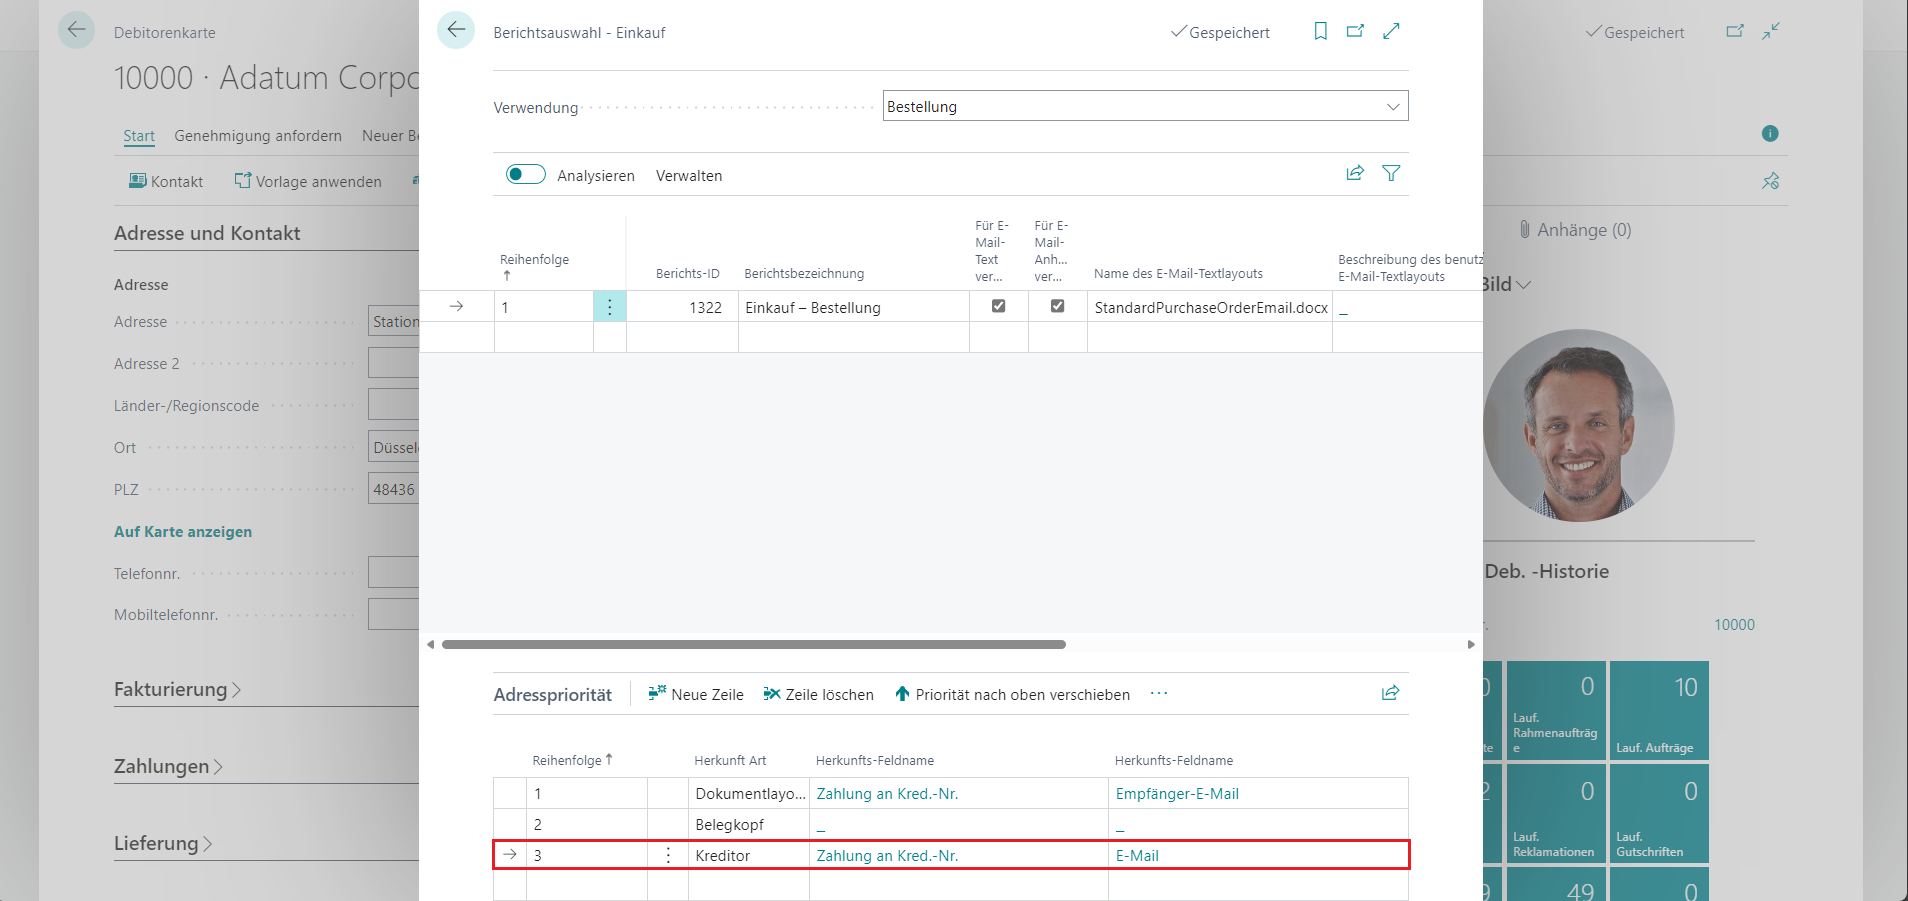 Debitorenkarte
Gespeichert
10000 · Adatum Corpo
Start Genehmigung anfordern Neuer Be
Kontakt Vorlage anwenden
Adresse und Kontakt
Adresse
Adresse Station
Adresse 2
Länder-/Regionscode
Ort Düssel
PLZ 48436
Auf Karte anzeigen
Telefonnr.
Mobiltelefonnr.
Fakturierung
Zahlungen
Lieferung
Berichtsauswahl - Einkauf
Gespeichert
Verwendung Bestellung
Analysieren Verwalten
Reihenfolge ↑ Berichts-ID Berichtsbezeichnung Für E-Mail-Text ver... Für E-Mail-Anh... ver... Name des E-Mail-Textlayouts Beschreibung des benutz E-Mail-Textlayouts
1 1322 Einkauf – Bestellung StandardPurchaseOrderEmail.docx _
Adresspriorität Neue Zeile Zeile löschen Priorität nach oben verschieben ···
Reihenfolge ↑ Herkunft Art Herkunfts-Feldname Herkunfts-Feldname
1 Dokumentlayo... Zahlung an Kred.-Nr. Empfänger-E-Mail
2 Belegkopf _ _
3 Kreditor Zahlung an Kred.-Nr. E-Mail
Anhänge (0)
Bild
Deb. -Historie
10000
0
te
0
Lauf.
Rahmenaufträg
e
10
Lauf. Aufträge
2
0
Lauf.
Reklamationen
0
Lauf.
Gutschriften
9
49
0